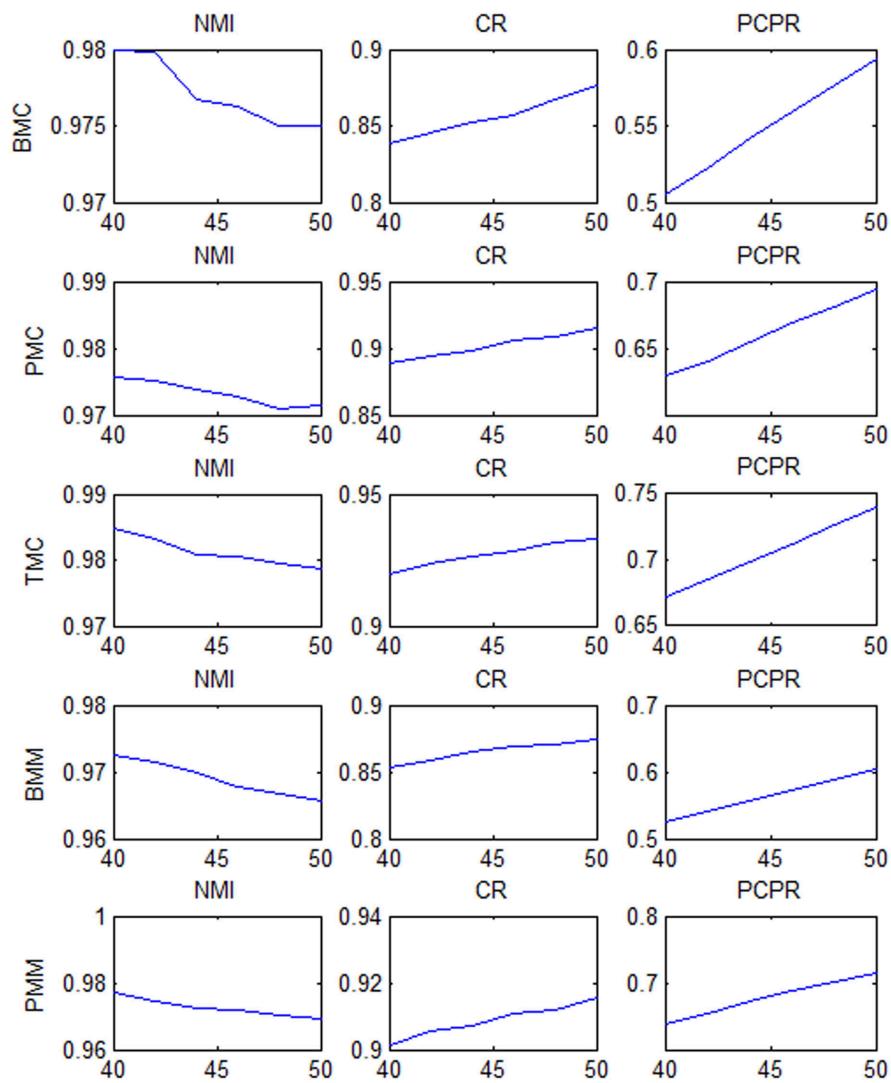 NMI CR PCPR
0.98 0.9 0.6
BMC 0.975 0.85 0.55
0.97 0.8 0.5
40 45 50 40 45 50 40 45 50
NMI CR PCPR
0.99 0.95 0.7
PMC 0.98 0.9 0.65
0.97 0.85
40 45 50 40 45 50 40 45 50
NMI CR PCPR
0.99 0.95 0.75
TMC 0.98 0.7
0.97 0.9 0.65
40 45 50 40 45 50 40 45 50
NMI CR PCPR
0.98 0.9 0.7
BMM 0.97 0.85 0.6
0.96 0.8 0.5
40 45 50 40 45 50 40 45 50
NMI CR PCPR
1 0.94 0.8
PMM 0.98 0.92 0.7
0.96 0.9
40 45 50 40 45 50 40 45 50